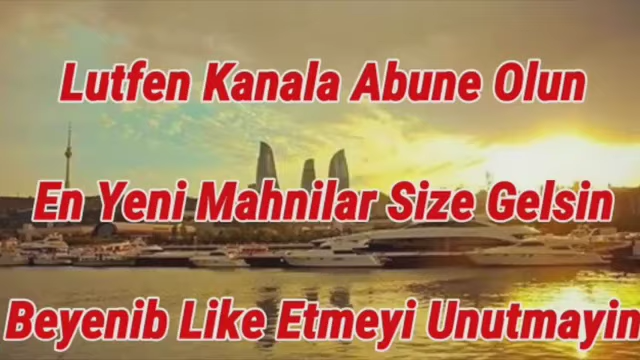 Lutfen Kanala Abune Olun
En Yeni Mahnilar Size Gelsin
Beyenib Like Etmeyi Unutmayin